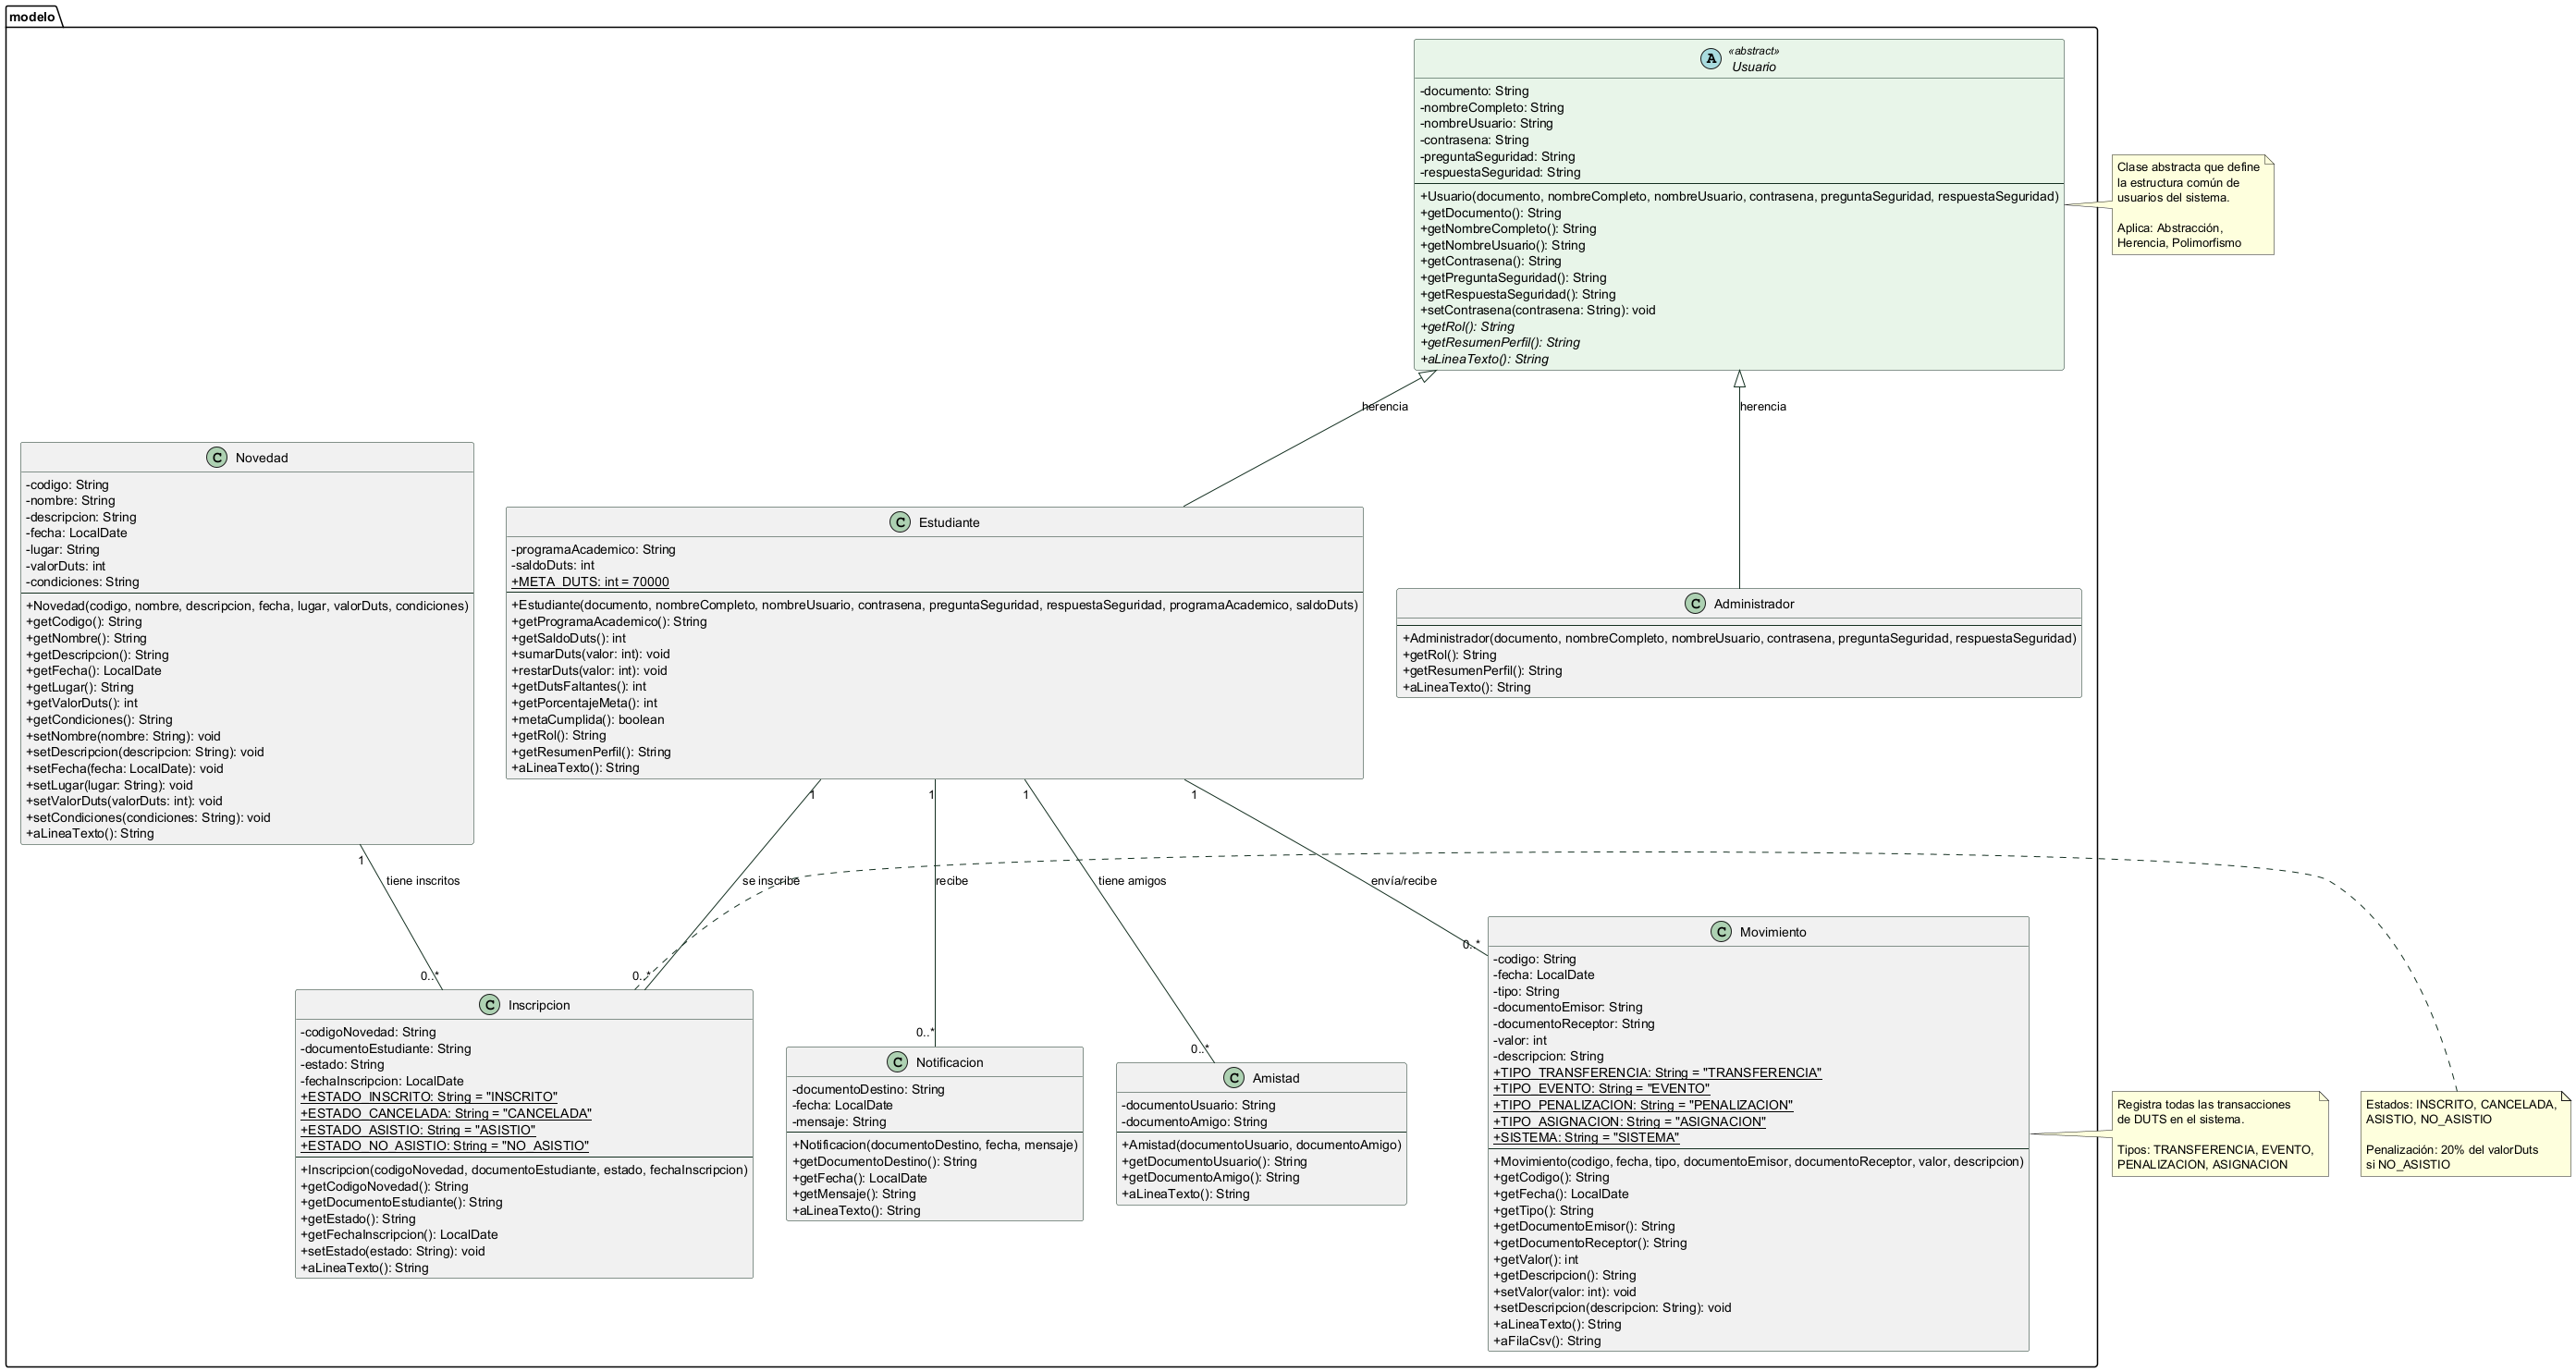 modelo
«abstract»
Usuario
-documento: String
-nombreCompleto: String
-nombreUsuario: String
-contrasena: String
-preguntaSeguridad: String
-respuestaSeguridad: String
+Usuario(documento, nombreCompleto, nombreUsuario, contrasena, preguntaSeguridad, respuestaSeguridad)
+getDocumento(): String
+getNombreCompleto(): String
+getNombreUsuario(): String
+getContrasena(): String
+getPreguntaSeguridad(): String
+getRespuestaSeguridad(): String
+setContrasena(contrasena: String): void
+getRol(): String
+getResumenPerfil(): String
+aLineaTexto(): String
Clase abstracta que define
la estructura común de
usuarios del sistema.
Aplica: Abstracción,
Herencia, Polimorfismo
herencia
herencia
Novedad
-codigo: String
-nombre: String
-descripcion: String
-fecha: LocalDate
-lugar: String
-valorDuts: int
-condiciones: String
+Novedad(codigo, nombre, descripcion, fecha, lugar, valorDuts, condiciones)
+getCodigo(): String
+getNombre(): String
+getDescripcion(): String
+getFecha(): LocalDate
+getLugar(): String
+getValorDuts(): int
+getCondiciones(): String
+setNombre(nombre: String): void
+setDescripcion(descripcion: String): void
+setFecha(fecha: LocalDate): void
+setLugar(lugar: String): void
+setValorDuts(valorDuts: int): void
+setCondiciones(condiciones: String): void
+aLineaTexto(): String
Estudiante
-programaAcademico: String
-saldoDuts: int
+META_DUTS: int = 70000
+Estudiante(documento, nombreCompleto, nombreUsuario, contrasena, preguntaSeguridad, respuestaSeguridad, programaAcademico, saldoDuts)
+getProgramaAcademico(): String
+getSaldoDuts(): int
+sumarDuts(valor: int): void
+restarDuts(valor: int): void
+getDutsFaltantes(): int
+getPorcentajeMeta(): int
+metaCumplida(): boolean
+getRol(): String
+getResumenPerfil(): String
+aLineaTexto(): String
Administrador
+Administrador(documento, nombreCompleto, nombreUsuario, contrasena, preguntaSeguridad, respuestaSeguridad)
+getRol(): String
+getResumenPerfil(): String
+aLineaTexto(): String
1
1
1
1
1
tiene inscritos
se inscribe
recibe
tiene amigos
envía/recibe
0..*
0..*
0..*
0..*
0..*
Inscripcion
-codigoNovedad: String
-documentoEstudiante: String
-estado: String
-fechaInscripcion: LocalDate
+ESTADO_INSCRITO: String = "INSCRITO"
+ESTADO_CANCELADA: String = "CANCELADA"
+ESTADO_ASISTIO: String = "ASISTIO"
+ESTADO_NO_ASISTIO: String = "NO_ASISTIO"
+Inscripcion(codigoNovedad, documentoEstudiante, estado, fechaInscripcion)
+getCodigoNovedad(): String
+getDocumentoEstudiante(): String
+getEstado(): String
+getFechaInscripcion(): LocalDate
+setEstado(estado: String): void
+aLineaTexto(): String
Notificacion
-documentoDestino: String
-fecha: LocalDate
-mensaje: String
+Notificacion(documentoDestino, fecha, mensaje)
+getDocumentoDestino(): String
+getFecha(): LocalDate
+getMensaje(): String
+aLineaTexto(): String
Amistad
-documentoUsuario: String
-documentoAmigo: String
+Amistad(documentoUsuario, documentoAmigo)
+getDocumentoUsuario(): String
+getDocumentoAmigo(): String
+aLineaTexto(): String
Movimiento
-codigo: String
-fecha: LocalDate
-tipo: String
-documentoEmisor: String
-documentoReceptor: String
-valor: int
-descripcion: String
+TIPO_TRANSFERENCIA: String = "TRANSFERENCIA"
+TIPO_EVENTO: String = "EVENTO"
+TIPO_PENALIZACION: String = "PENALIZACION"
+TIPO_ASIGNACION: String = "ASIGNACION"
+SISTEMA: String = "SISTEMA"
+Movimiento(codigo, fecha, tipo, documentoEmisor, documentoReceptor, valor, descripcion)
+getCodigo(): String
+getFecha(): LocalDate
+getTipo(): String
+getDocumentoEmisor(): String
+getDocumentoReceptor(): String
+getValor(): int
+getDescripcion(): String
+setValor(valor: int): void
+setDescripcion(descripcion: String): void
+aLineaTexto(): String
+aFilaCsv(): String
Registra todas las transacciones
de DUTS en el sistema.
Tipos: TRANSFERENCIA, EVENTO,
PENALIZACION, ASIGNACION
Estados: INSCRITO, CANCELADA,
ASISTIO, NO_ASISTIO
Penalización: 20% del valorDuts
si NO_ASISTIO